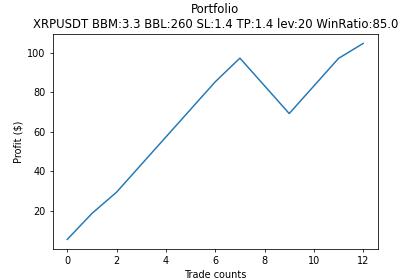 Portfolio
XRPUSDT BBM:3.3 BBL:260 SL:1.4 TP:1.4 lev:20 WinRatio:85.0
100
80
60
40
20
Profit ($)
0 2 4 6 8 10 12
Trade counts